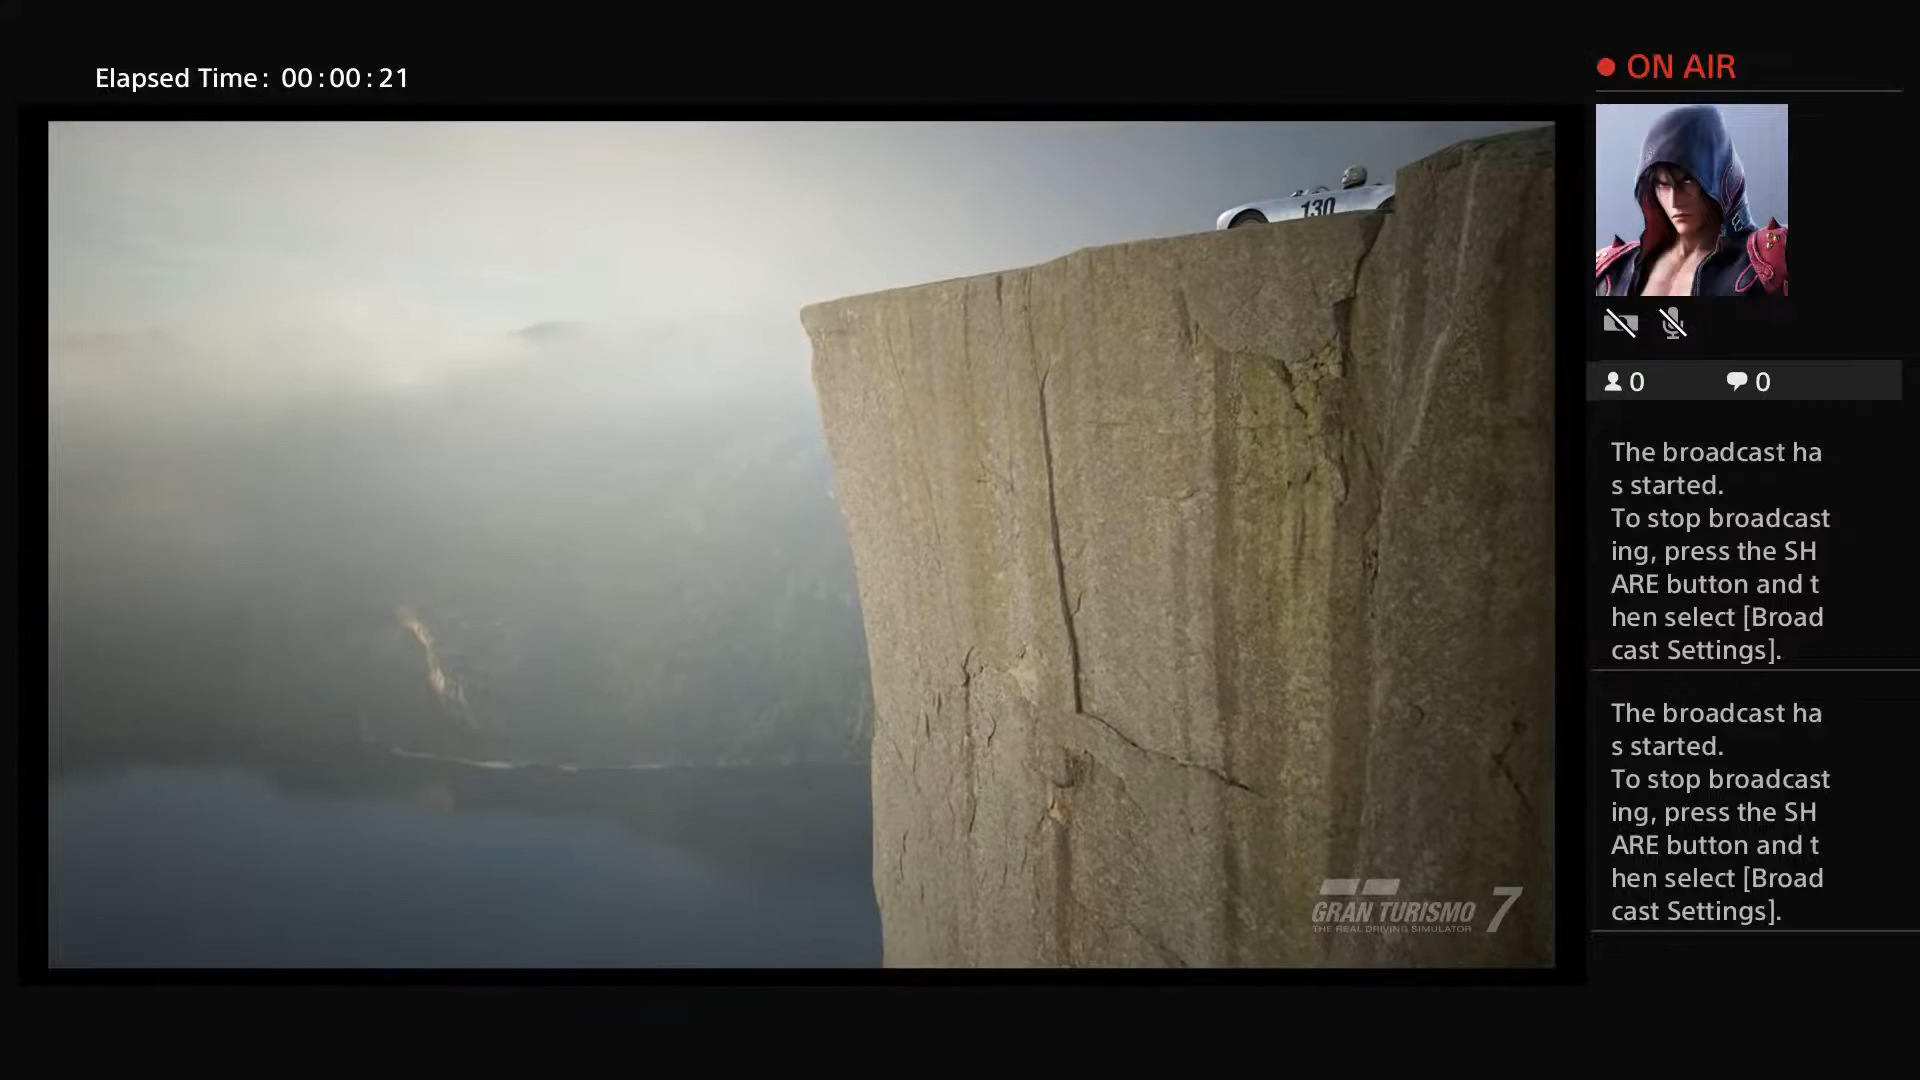 Elapsed Time: 00:00:21
ON AIR
130
0
0
The broadcast ha
s started.
To stop broadcast
ing, press the SH
ARE button and t
hen select [Broad
cast Settings].
The broadcast ha
s started.
To stop broadcast
ing, press the SH
ARE button and t
hen select [Broad
cast Settings].
GRAN TURISMO 7
THE REAL DRIVING SIMULATOR